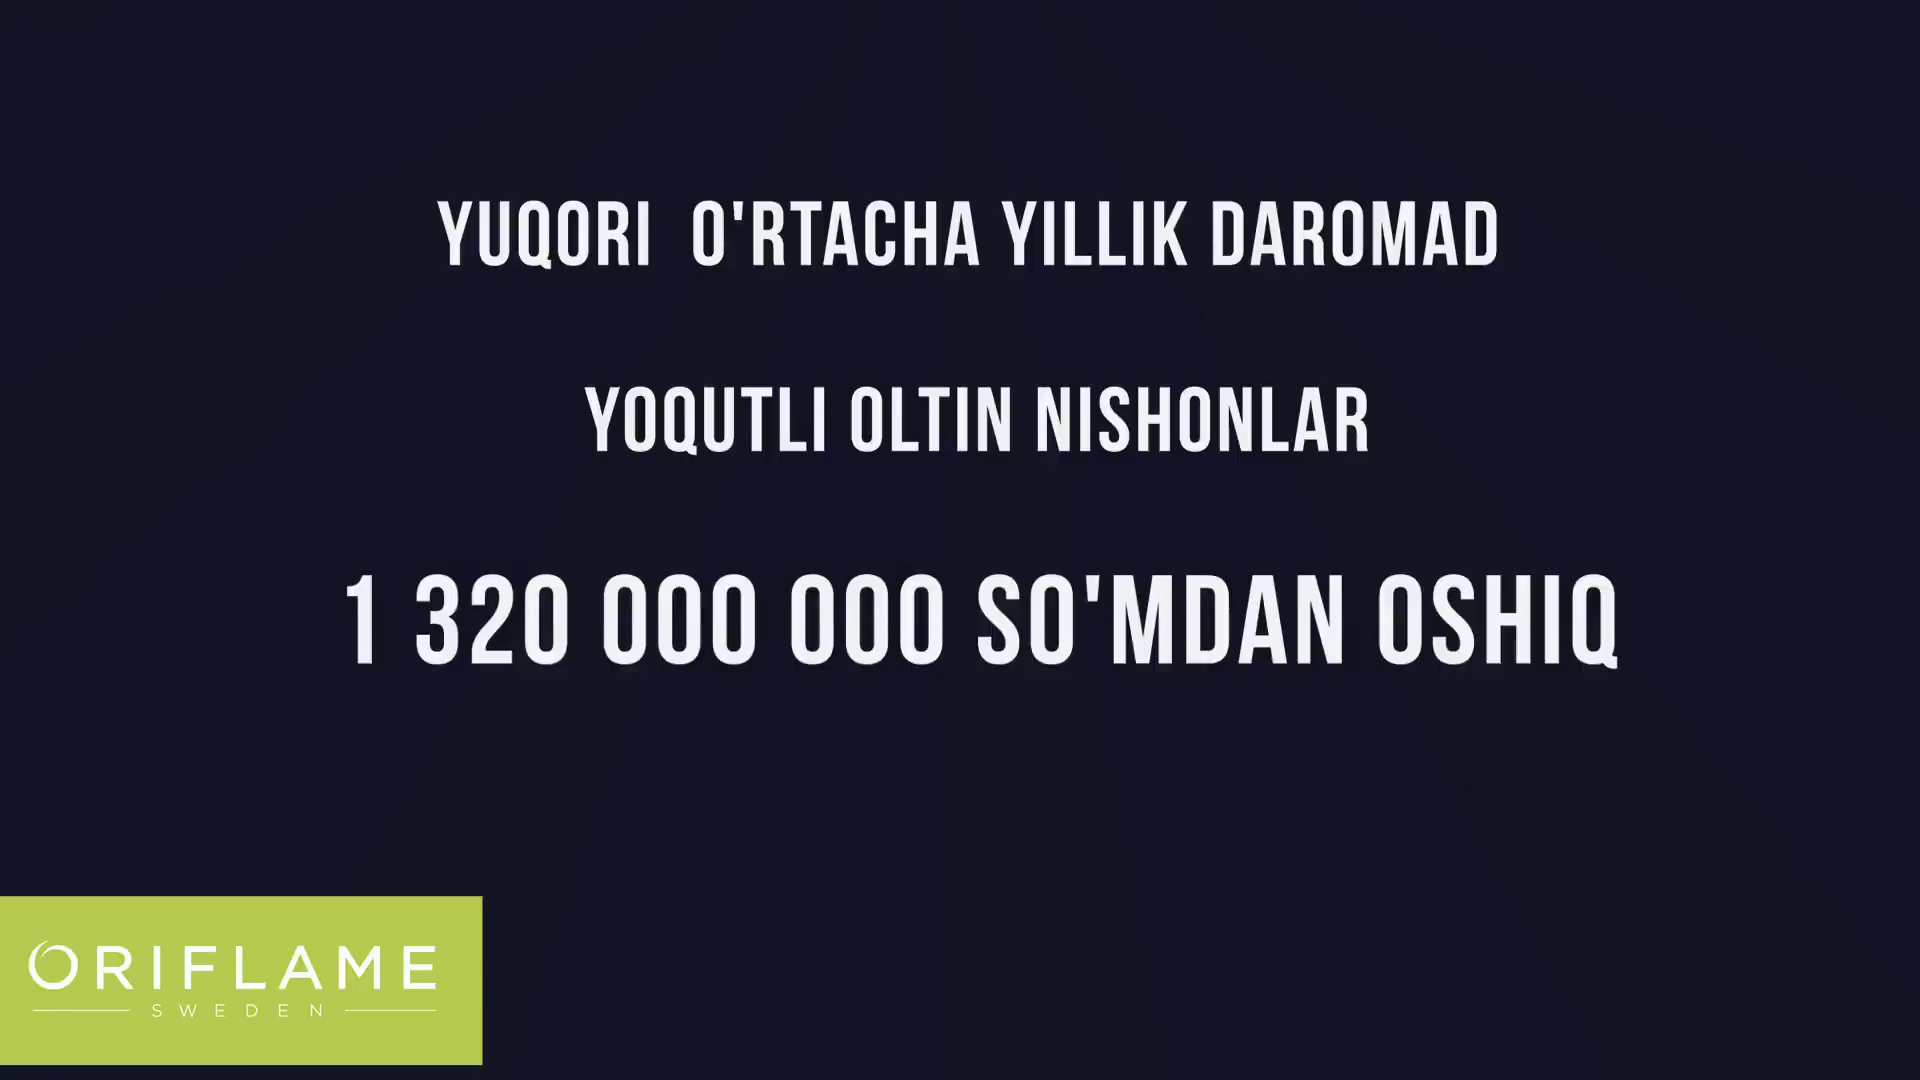 YUQORI O'RTACHA YILLIK DAROMAD
YOQUTLI OLTIN NISHONLAR
1 320 000 000 SO'MDAN OSHIQ
ORIFLAME
SWEDEN